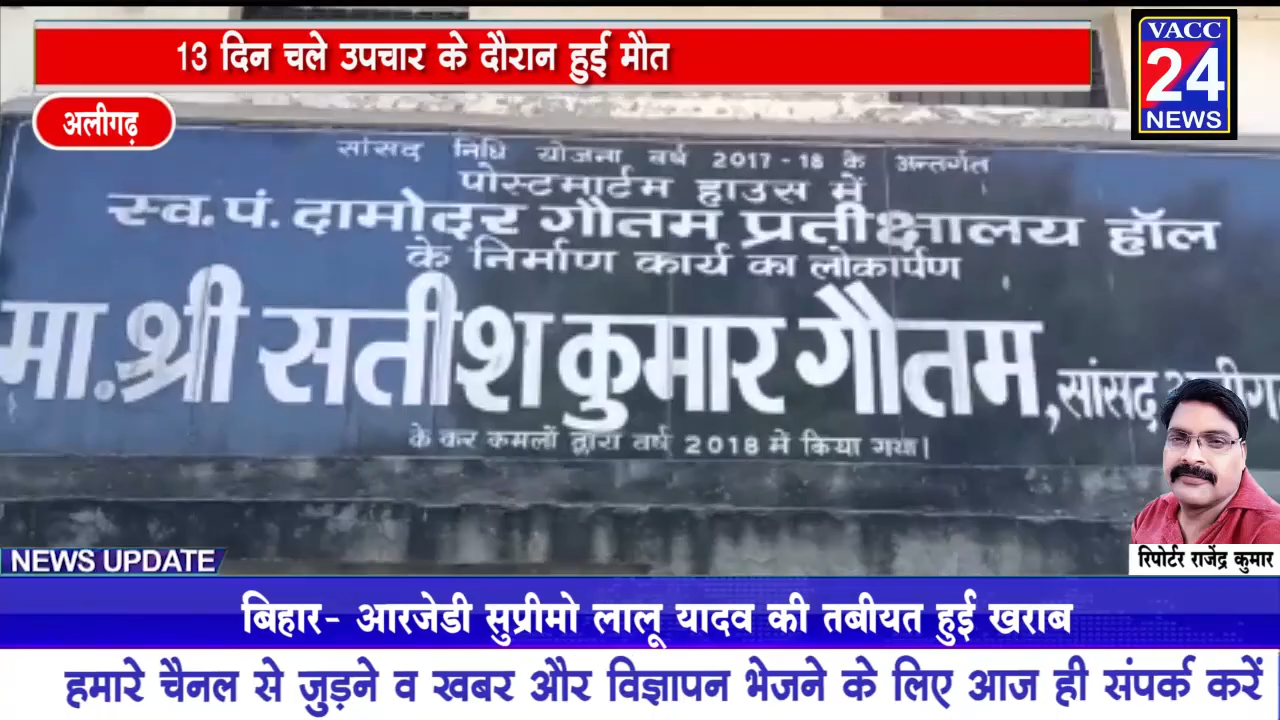 13 दिन चले उपचार के दौरान हुई मौत
VACC
24
NEWS
अलीगढ़
सांसद निधि योजना वर्ष 2017-18 के अन्तर्गत
पोस्टमार्टम हाउस में
स्व.पं.दामोदर गौतम प्रतीक्षालय हॉल
के निर्माण कार्य का लोकार्पण
मा.श्री सतीश कुमार गौतम,सांसद
के कर कमलों द्वारा वर्ष 2018 में किया गया।
रिपोर्टर राजेंद्र कुमार
NEWS UPDATE
बिहार- आरजेडी सुप्रीमो लालू यादव की तबीयत हुई खराब
हमारे चैनल से जुड़ने व खबर और विज्ञापन भेजने के लिए आज ही संपर्क करें